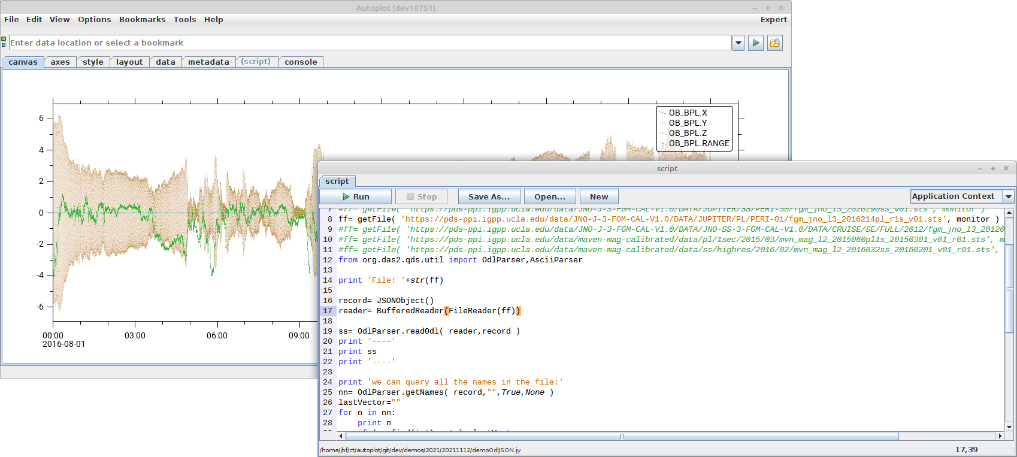 Autoplot (dev10751)
File Edit View Options Bookmarks Tools Help Expert
Enter data location or select a bookmark
canvas axes style layout data metadata (script) console
OB_BPL.X
OB_BPL.Y
OB_BPL.Z
OB_BPL.RANGE
6
4
2
0
-2
-4
-6
00:00 03:00 06:00 09:00
2016-08-01
script
script
Run Stop Save As... Open... New Application Context
8 ff= getFile( 'https://pds-ppi.igpp.ucla.edu/data/JNO-J-3-FGM-CAL-V1.0/DATA/JUPITER/PL/PERI-01/fgm_jno_l3_2016214pl_r1s_v01.sts', monitor )
9 #ff= getFile( 'https://pds-ppi.igpp.ucla.edu/data/JNO-SS-3-FGM-CAL-V1.0/DATA/CRUISE/SE/FULL/2012/fgm_jno_l3_20120
10 #ff= getFile( 'https://pds-ppi.igpp.ucla.edu/data/maven-mag-calibrated/data/pl/1sec/2015/03/mvn_mag_l2_2015060pl1s_20150301_v01_r01.sts', m
11 #ff= getFile( 'https://pds-ppi.igpp.ucla.edu/data/maven-mag-calibrated/data/ss/highres/2016/02/mvn_mag_l2_2016032ss_20160201_v01_r01.sts',
12 from org.das2.qds.util import OdlParser,AsciiParser
13
14 print 'File: '+str(ff)
15
16 record= JSONObject()
17 reader= BufferedReader(FileReader(ff))
18
19 ss= OdlParser.readOdl( reader,record )
20 print '----'
21 print ss
22 print '----'
23
24 print 'we can query all the names in the file:'
25 nn= OdlParser.getNames( record,"",True,None )
26 lastVector=""
27 for n in nn:
28 print n
/home/jbf/ct/autoplot/git/dev/demos/2021/20211112/demoOdlJSON.jy 17,39